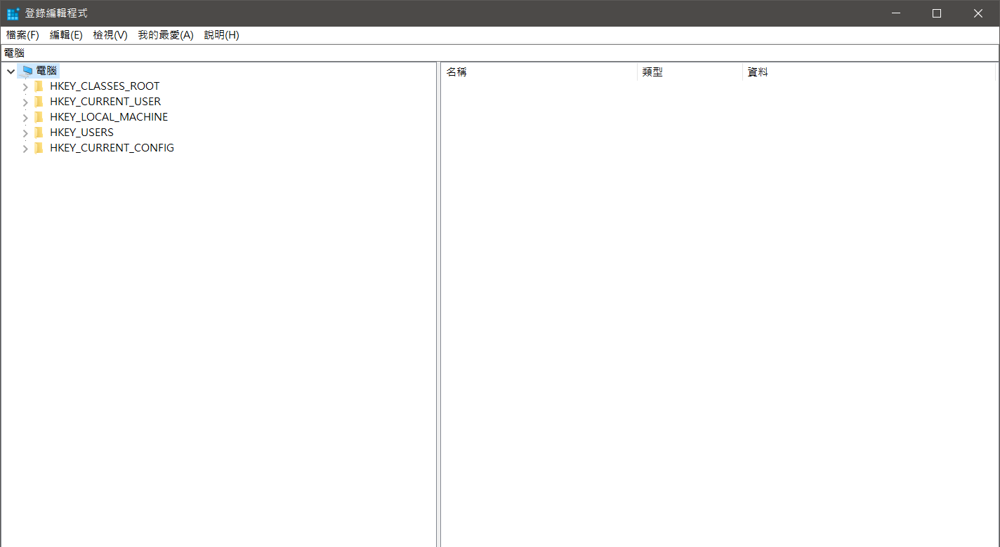 登錄編輯程式
檔案(F) 編輯(E) 檢視(V) 我的最愛(A) 說明(H)
電腦
電腦
HKEY_CLASSES_ROOT
HKEY_CURRENT_USER
HKEY_LOCAL_MACHINE
HKEY_USERS
HKEY_CURRENT_CONFIG
名稱 類型 資料